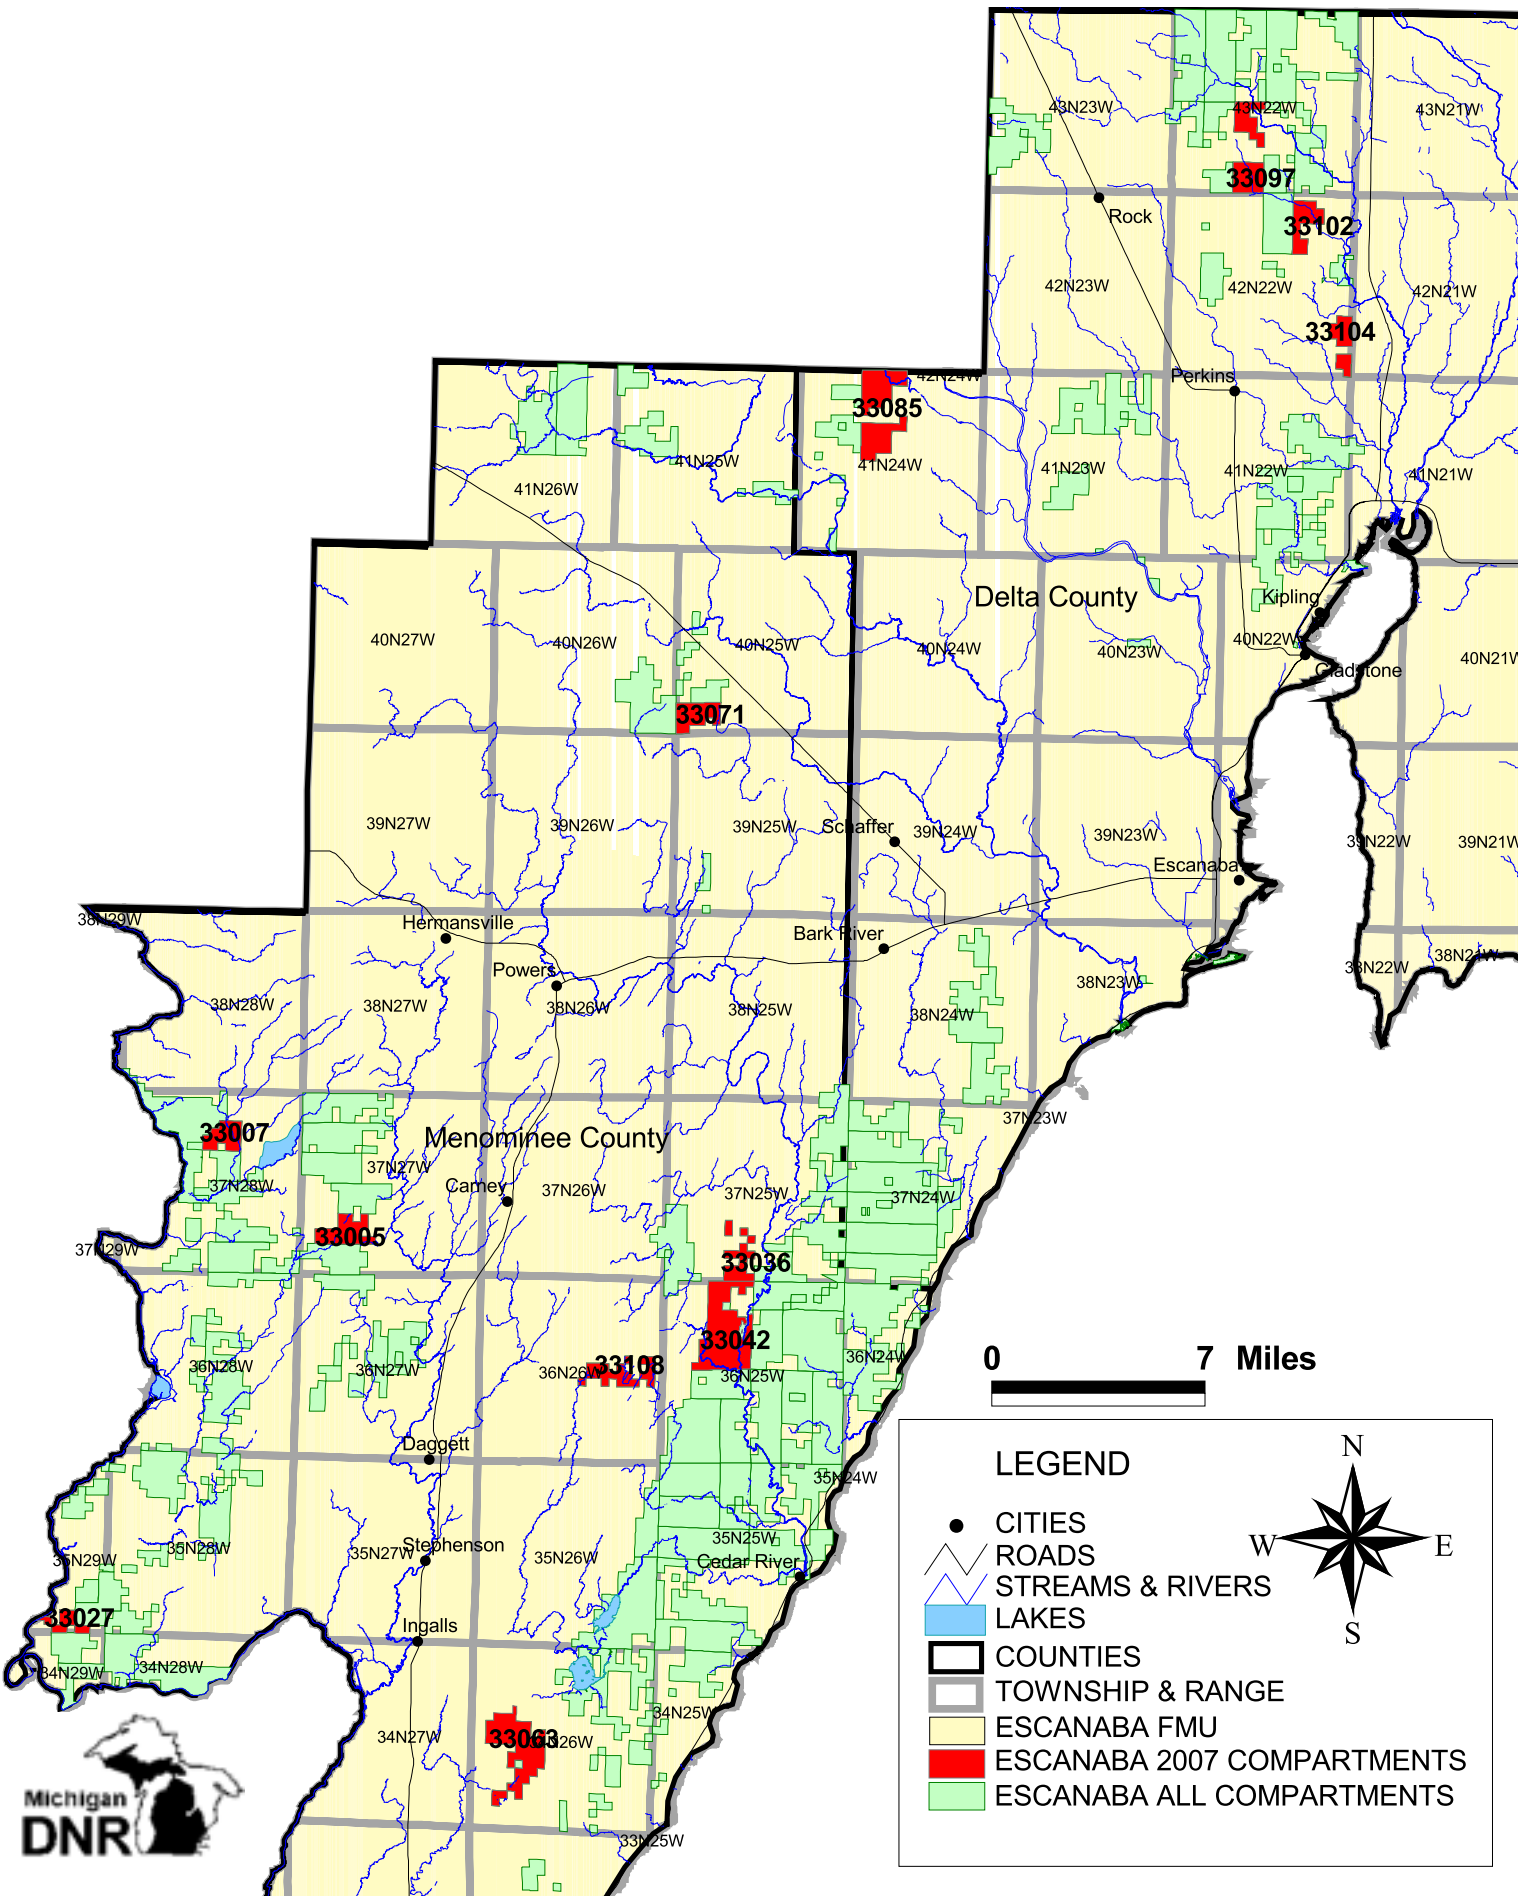 43N23W
43N22W
43N21W
33097
Rock
33102
42N23W
42N22W
42N21W
33104
Perkins
42N24W
33085
41N25W
41N24W
41N23W
41N22W
41N21W
41N26W
Delta County
Kipling
40N27W
40N26W
40N25W
40N24W
40N23W
40N22W
40N21W
Gladstone
33071
39N27W
39N26W
39N25W
Schaffer
39N24W
39N23W
39N22W
39N21W
Escanaba
38N29W
Hermansville
Bark River
Powers
38N22W
38N21W
38N28W
38N27W
38N26W
38N25W
38N24W
38N23W
37N23W
33007
Menominee County
37N27W
37N28W
Carney
37N26W
37N25W
37N24W
33005
37N29W
33036
33042
36N28W
36N27W
36N26W
33108
36N25W
36N24W
0 7 Miles
Daggett
35N24W
LEGEND
N
W E
S
CITIES
ROADS
STREAMS & RIVERS
LAKES
COUNTIES
TOWNSHIP & RANGE
ESCANABA FMU
ESCANABA 2007 COMPARTMENTS
ESCANABA ALL COMPARTMENTS
35N29W
35N28W
35N27W
Stephenson
35N26W
35N25W
Cedar River
33027
Ingalls
34N29W
34N28W
34N27W
33063
34N26W
34N25W
33N25W
Michigan
DNR